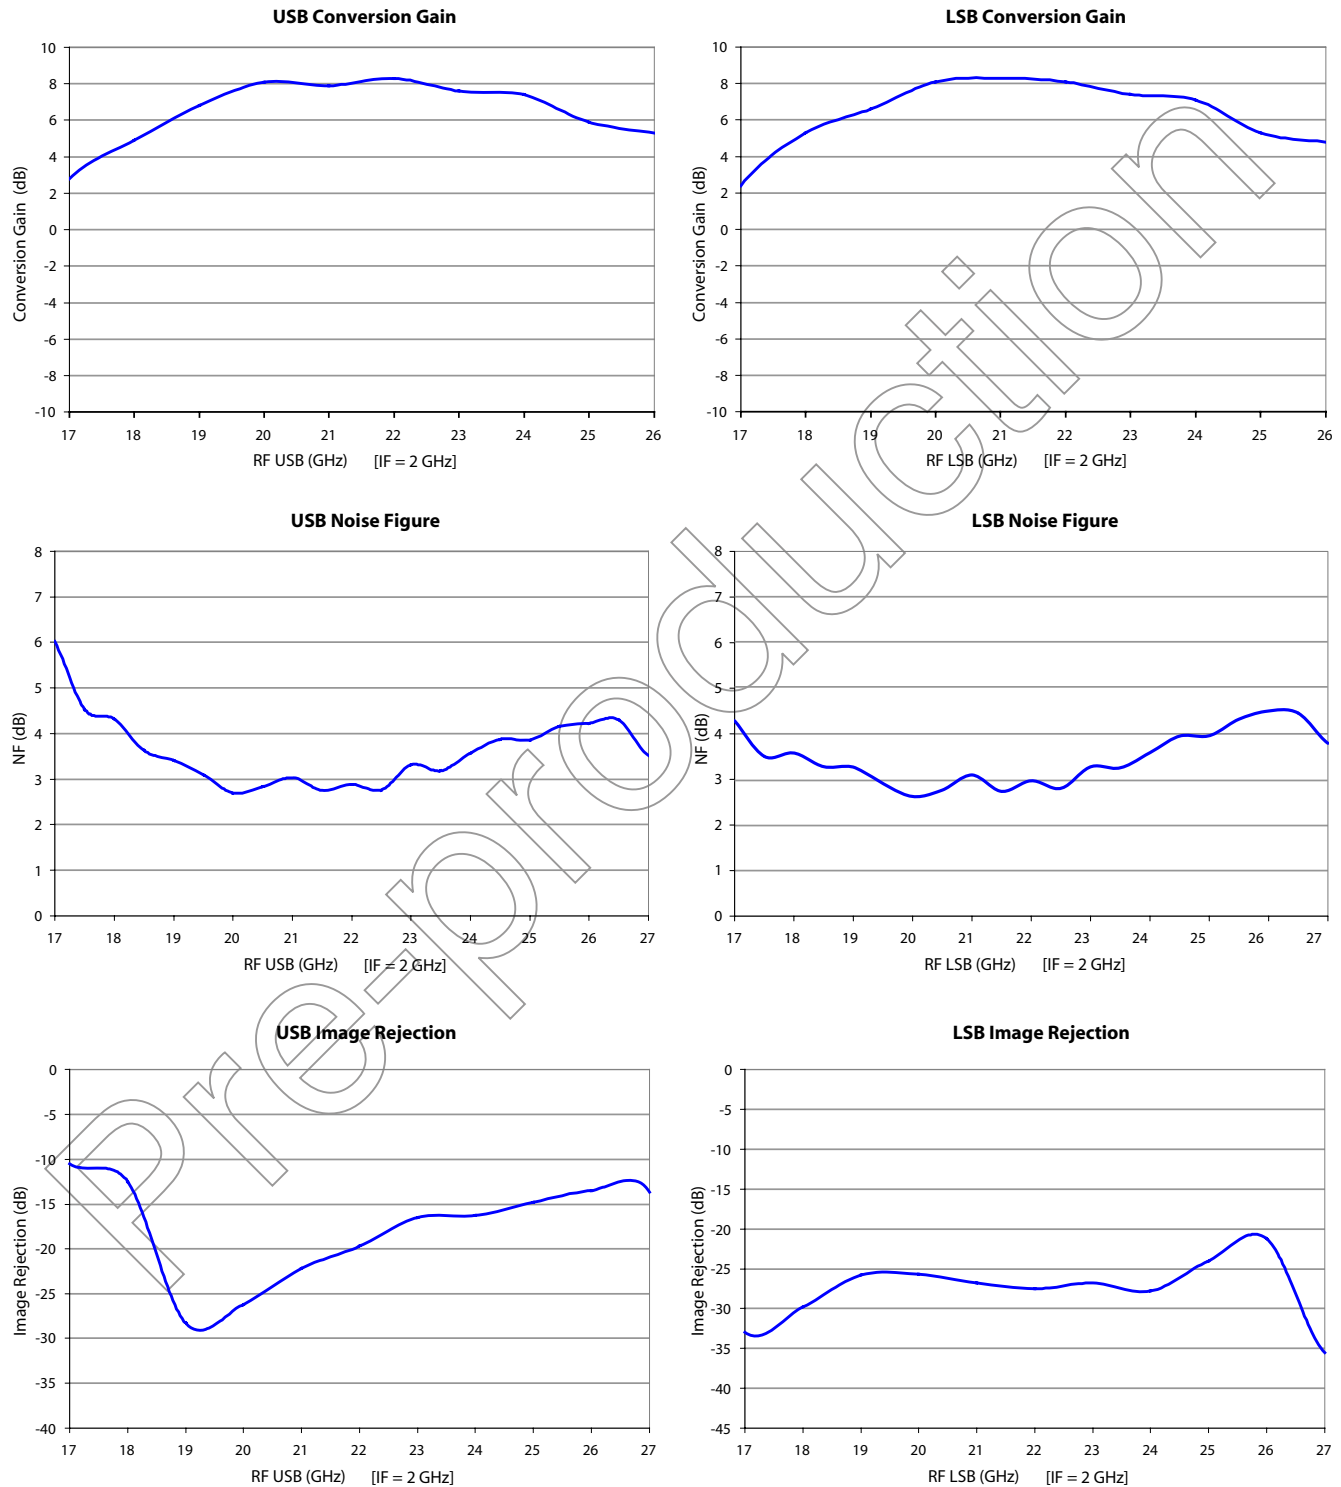 USB Conversion Gain
10
8
6
4
2
0
-2
-4
-6
-8
-10
Conversion Gain (dB)
17 18 19 20 21 22 23 24 25 26
RF USB (GHz) [IF = 2 GHz]
LSB Conversion Gain
10
8
6
4
2
0
-2
-4
-6
-8
-10
Conversion Gain (dB)
17 18 19 20 21 22 23 24 25 26
RF LSB (GHz) [IF = 2 GHz]
USB Noise Figure
8
7
6
5
4
3
2
1
0
NF (dB)
17 18 19 20 21 22 23 24 25 26 27
RF USB (GHz) [IF = 2 GHz]
LSB Noise Figure
8
7
6
5
4
3
2
1
0
NF (dB)
17 18 19 20 21 22 23 24 25 26 27
RF LSB (GHz) [IF = 2 GHz]
USB Image Rejection
0
-5
-10
-15
-20
-25
-30
-35
-40
Image Rejection (dB)
17 18 19 20 21 22 23 24 25 26 27
RF USB (GHz) [IF = 2 GHz]
LSB Image Rejection
0
-5
-10
-15
-20
-25
-30
-35
-40
-45
Image Rejection (dB)
17 18 19 20 21 22 23 24 25 26 27
RF LSB (GHz) [IF = 2 GHz]
Pre-production